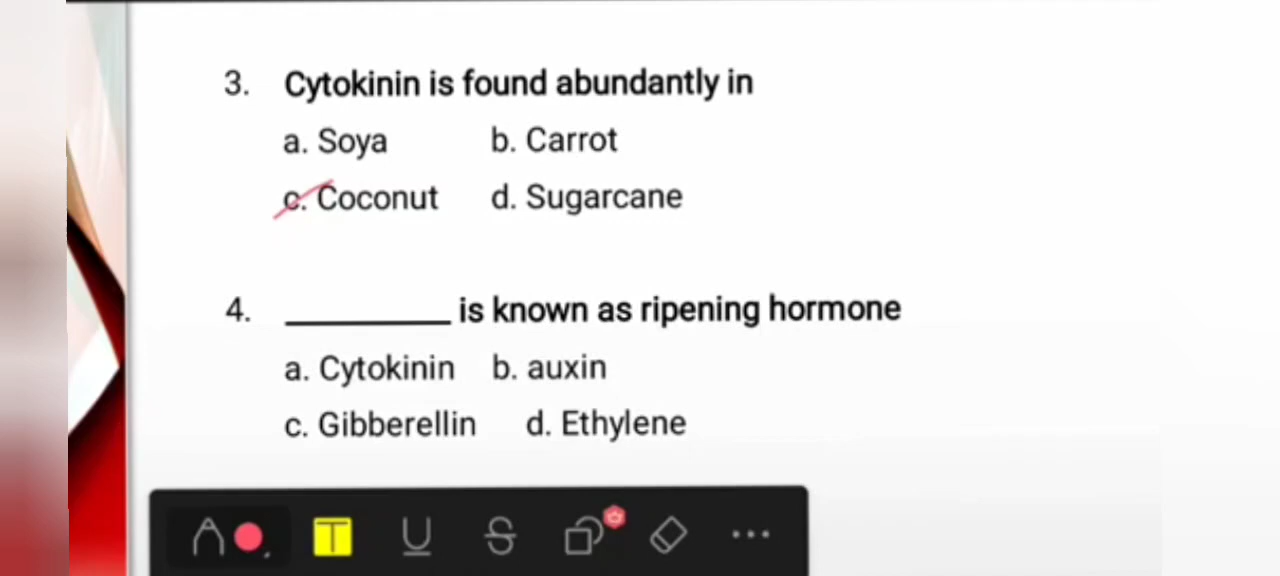 3. Cytokinin is found abundantly in
a. Soya b. Carrot
c. Coconut d. Sugarcane
4. __________ is known as ripening hormone
a. Cytokinin b. auxin
c. Gibberellin d. Ethylene